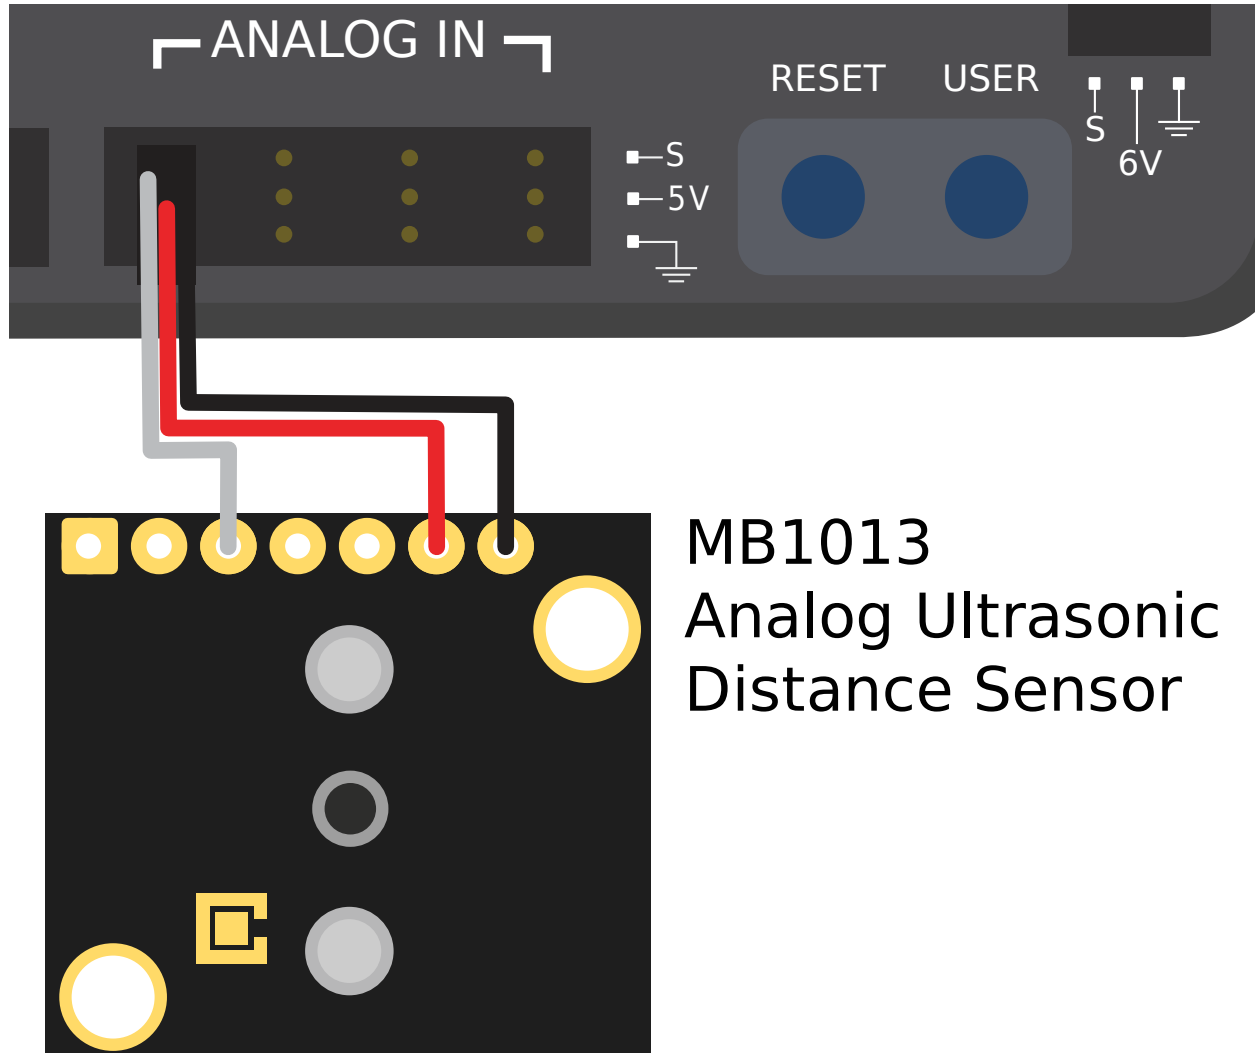 ANALOG IN
RESET
USER
S
6V
S
5V
MB1013
Analog Ultrasonic
Distance Sensor